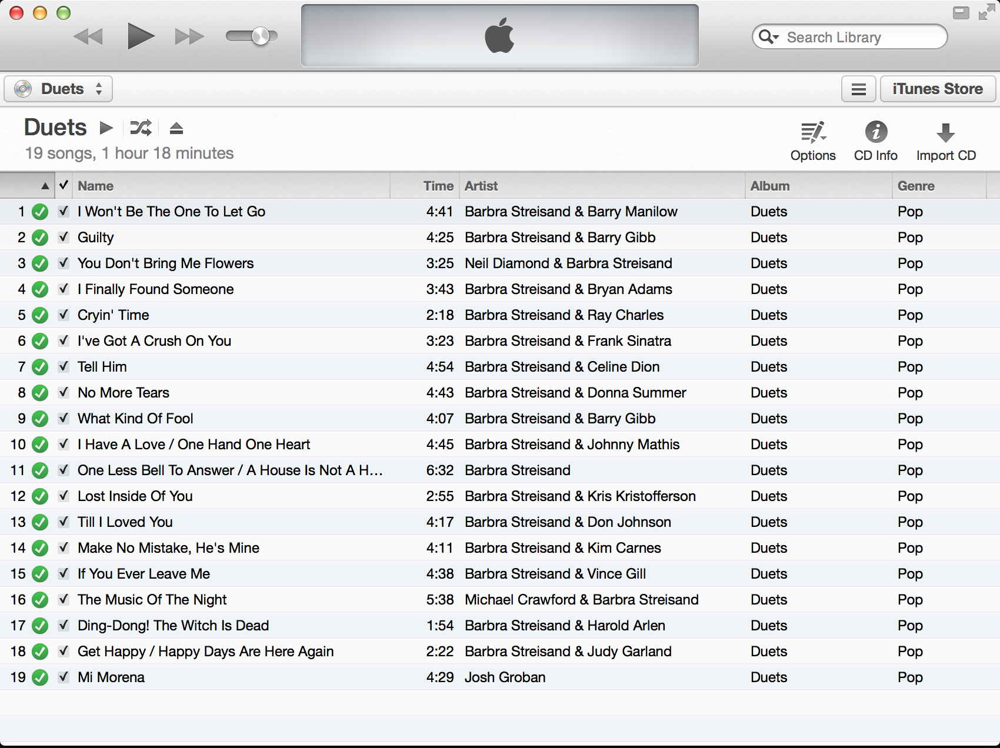 Search Library
Duets
iTunes Store
Duets
19 songs, 1 hour 18 minutes
Options CD Info Import CD
Name Time Artist Album Genre
1 I Won't Be The One To Let Go 4:41 Barbra Streisand & Barry Manilow Duets Pop
2 Guilty 4:25 Barbra Streisand & Barry Gibb Duets Pop
3 You Don't Bring Me Flowers 3:25 Neil Diamond & Barbra Streisand Duets Pop
4 I Finally Found Someone 3:43 Barbra Streisand & Bryan Adams Duets Pop
5 Cryin' Time 2:18 Barbra Streisand & Ray Charles Duets Pop
6 I've Got A Crush On You 3:23 Barbra Streisand & Frank Sinatra Duets Pop
7 Tell Him 4:54 Barbra Streisand & Celine Dion Duets Pop
8 No More Tears 4:43 Barbra Streisand & Donna Summer Duets Pop
9 What Kind Of Fool 4:07 Barbra Streisand & Barry Gibb Duets Pop
10 I Have A Love / One Hand One Heart 4:45 Barbra Streisand & Johnny Mathis Duets Pop
11 One Less Bell To Answer / A House Is Not A H... 6:32 Barbra Streisand Duets Pop
12 Lost Inside Of You 2:55 Barbra Streisand & Kris Kristofferson Duets Pop
13 Till I Loved You 4:17 Barbra Streisand & Don Johnson Duets Pop
14 Make No Mistake, He's Mine 4:11 Barbra Streisand & Kim Carnes Duets Pop
15 If You Ever Leave Me 4:38 Barbra Streisand & Vince Gill Duets Pop
16 The Music Of The Night 5:38 Michael Crawford & Barbra Streisand Duets Pop
17 Ding-Dong! The Witch Is Dead 1:54 Barbra Streisand & Harold Arlen Duets Pop
18 Get Happy / Happy Days Are Here Again 2:22 Barbra Streisand & Judy Garland Duets Pop
19 Mi Morena 4:29 Josh Groban Duets Pop